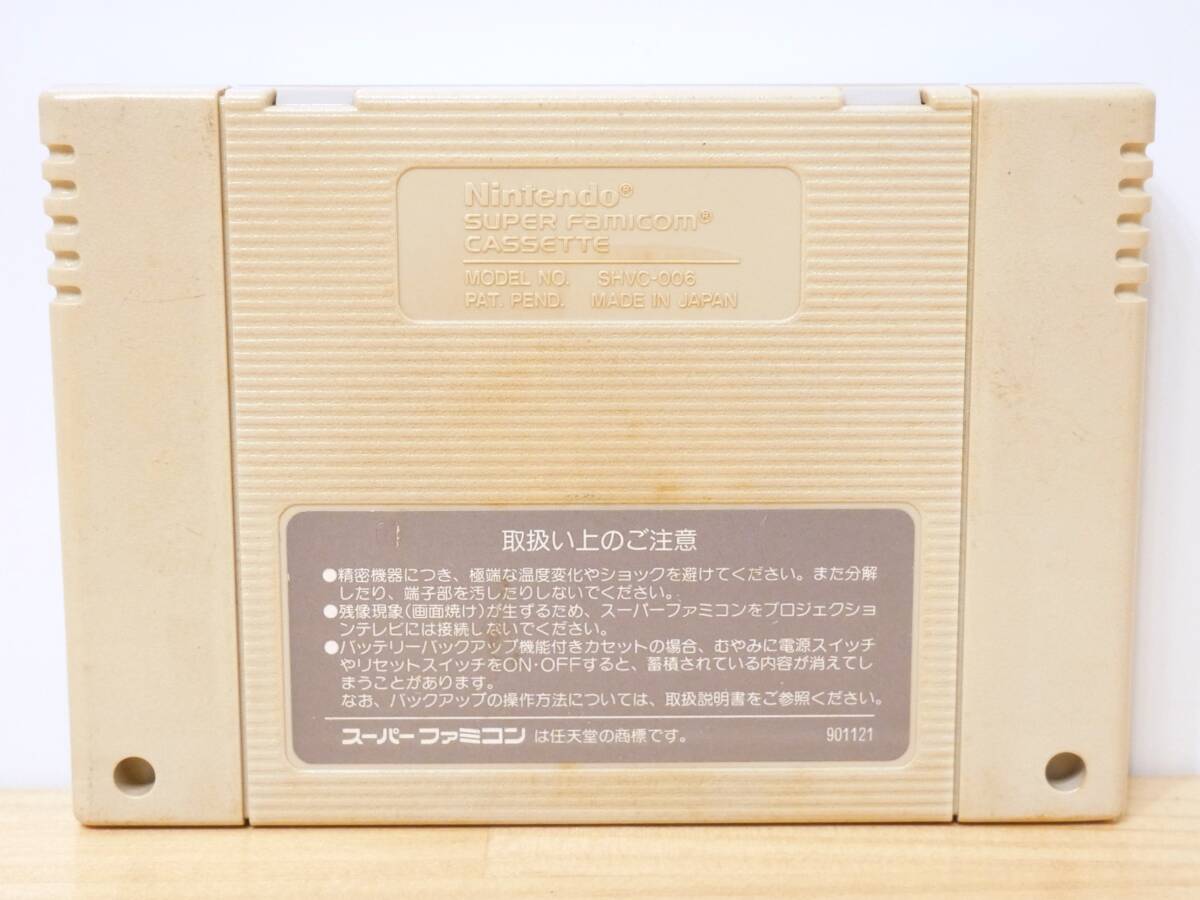 Nintendo®
SUPER FAMICOM®
CASSETTE
MODEL NO. SHVC-006
PAT. PEND. MADE IN JAPAN
取扱い上のご注意
●精密機器につき、極端な温度変化やショックを避けてください。また分解
したり、端子部を汚したりしないでください。
●残像現象(画面焼け)が生ずるため、スーパーファミコンをプロジェクショ
ンテレビには接続しないでください。
●バッテリーバックアップ機能付きカセットの場合、むやみに電源スイッチ
やリセットスイッチをON·OFFすると、蓄積されている内容が消えてし
まうことがあります。
なお、バックアップの操作方法については、取扱説明書をご参照ください。
スーパーファミコン は任天堂の商標です。 901121